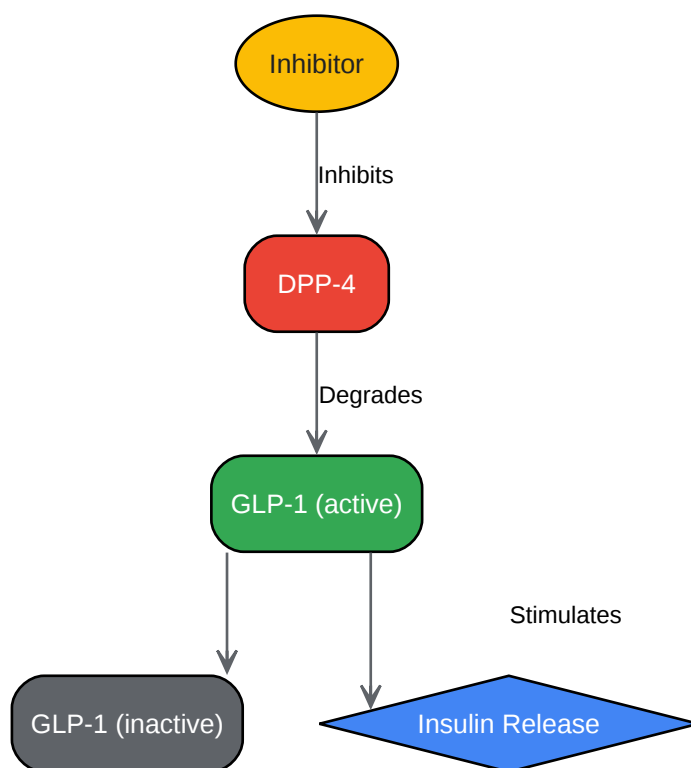 Inhibitor
Inhibits
DPP-4
Degrades
GLP-1 (active)
Stimulates
GLP-1 (inactive)
Insulin Release